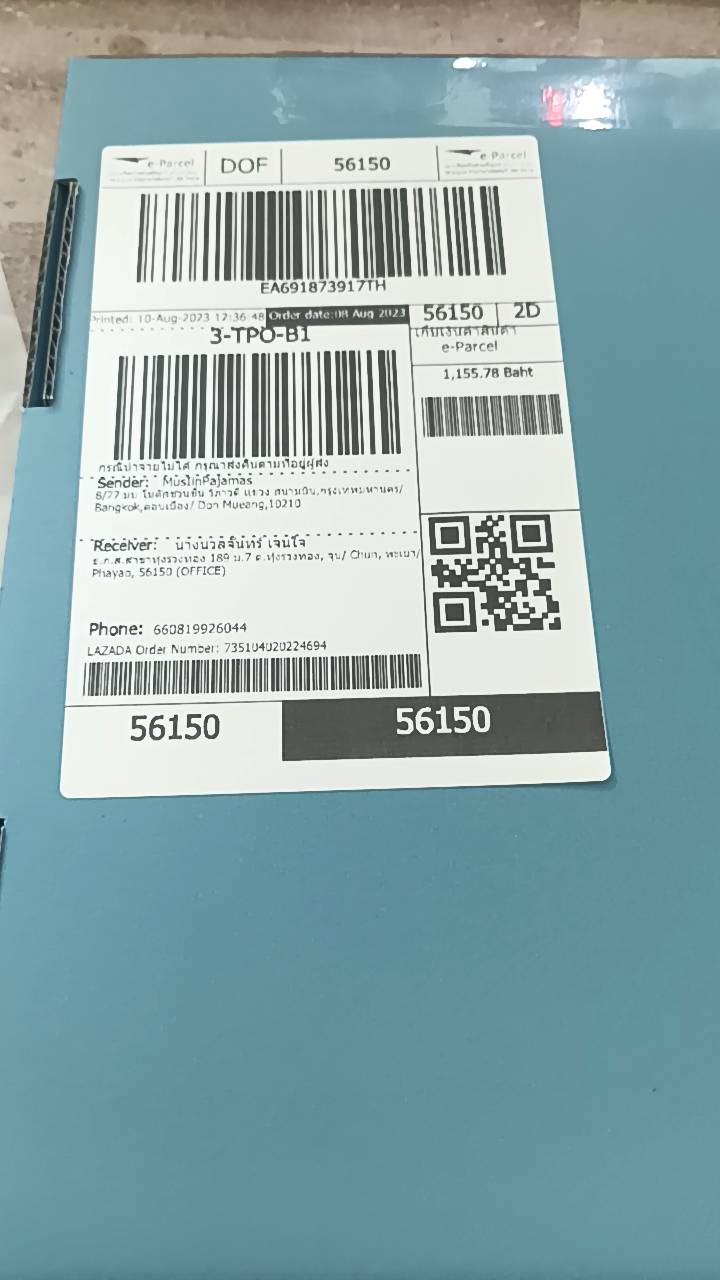 e-Parcel DOF 56150 e-Parcel
EA691873917TH
Printed: 10-Aug-2023 17:36:48 Order date:08 Aug 2023 56150 2D
3-TPO-B1
เก็บเงินค่าสินค้า
e-Parcel
1,155.78 Baht
กรณีนำจ่ายไม่ได้ กรุณาส่งคืนตามที่อยู่ผู้ส่ง
Sender: MuslinPajamas
8/77 แขวง สนามบิน,กรุงเทพมหานคร/
Bangkok,ดอนเมือง/ Don Mueang,10210
Receiver: นางนวลจันทร์ เจนใจ
ธ.ก.ส.สาขาทุ่งรวงทอง 189 ม.7 ต.ทุ่งรวงทอง, จุน/ Chun, พะเยา/
Phayao, 56150 (OFFICE)
Phone: 660819926044
LAZADA Order Number: 735104020224694
56150 56150